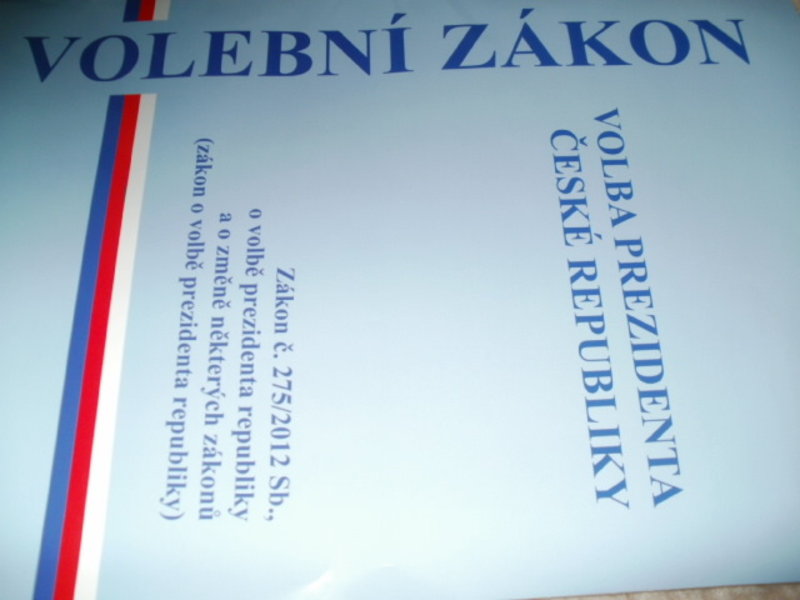 VOLEBNÍ ZÁKON
VOLBA PREZIDENTA
ČESKÉ REPUBLIKY
Zákon č. 275/2012 Sb.,
o volbě prezidenta republiky
a o změně některých zákonů
(zákon o volbě prezidenta republiky)